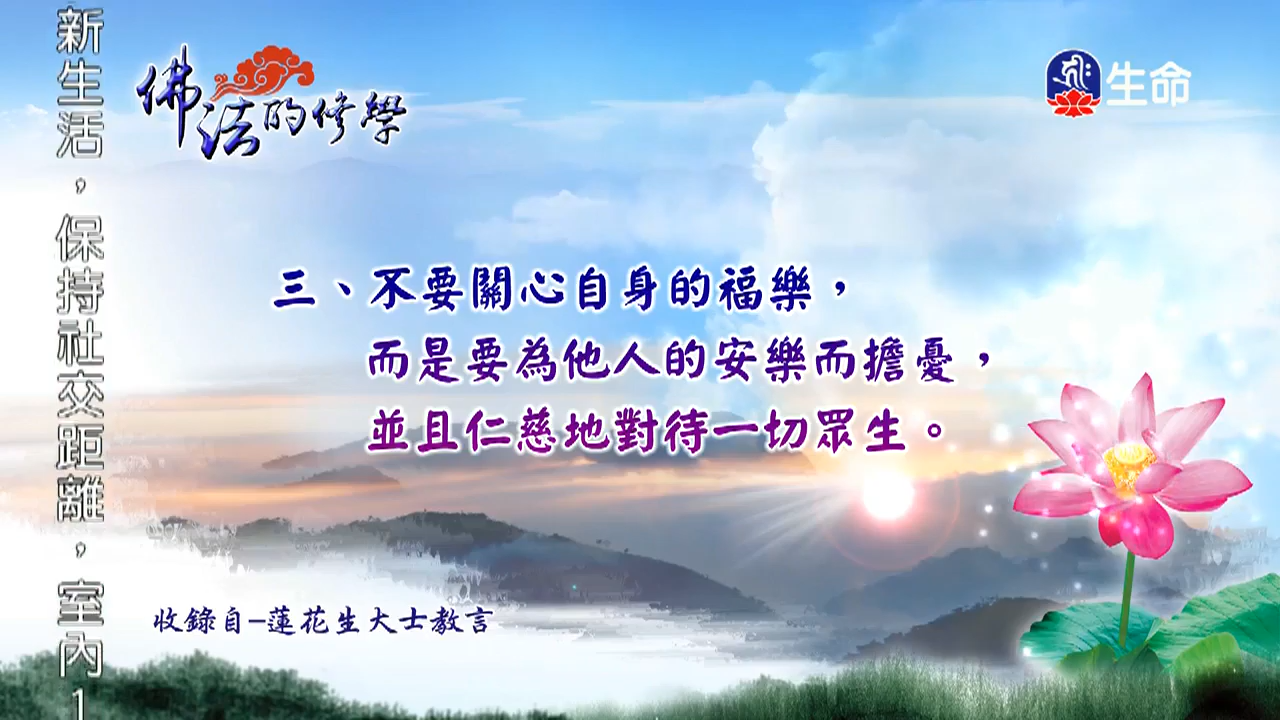 新生活，保持社交距離，室內1
佛法的修學
生命
三、不要關心自身的福樂，
而是要為他人的安樂而擔憂，
並且仁慈地對待一切眾生。
收錄自–蓮花生大士教言